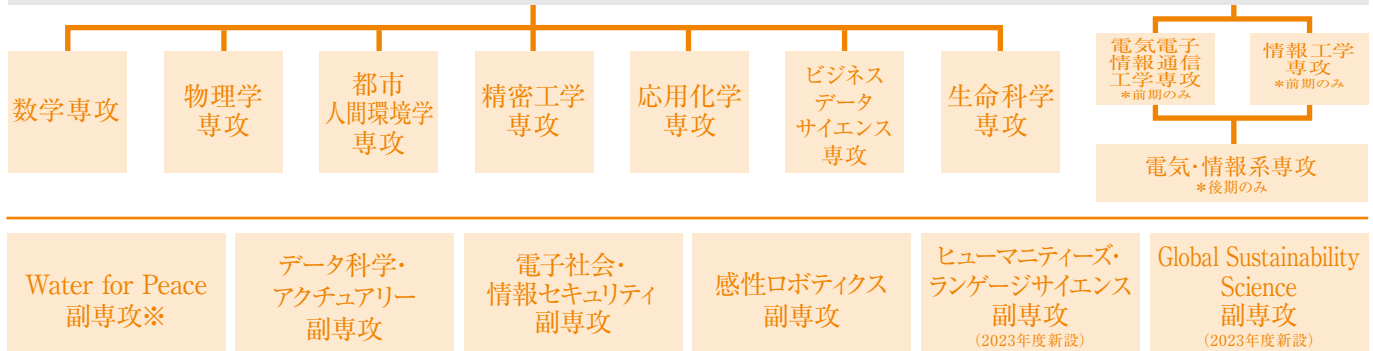 数学専攻
物理学
専攻
都市
人間環境学
専攻
精密工学
専攻
応用化学
専攻
ビジネス
データ
サイエンス
専攻
生命科学
専攻
電気電子
情報通信
工学専攻
*前期のみ
情報工学
専攻
*前期のみ
電気・情報系専攻
*後期のみ
Water for Peace
副専攻※
データ科学・
アクチュアリー
副専攻
電子社会・
情報セキュリティ
副専攻
感性ロボティクス
副専攻
ヒューマニティーズ・
ランゲージサイエンス
副専攻
(2023年度新設)
Global Sustainability
Science
副専攻
(2023年度新設)